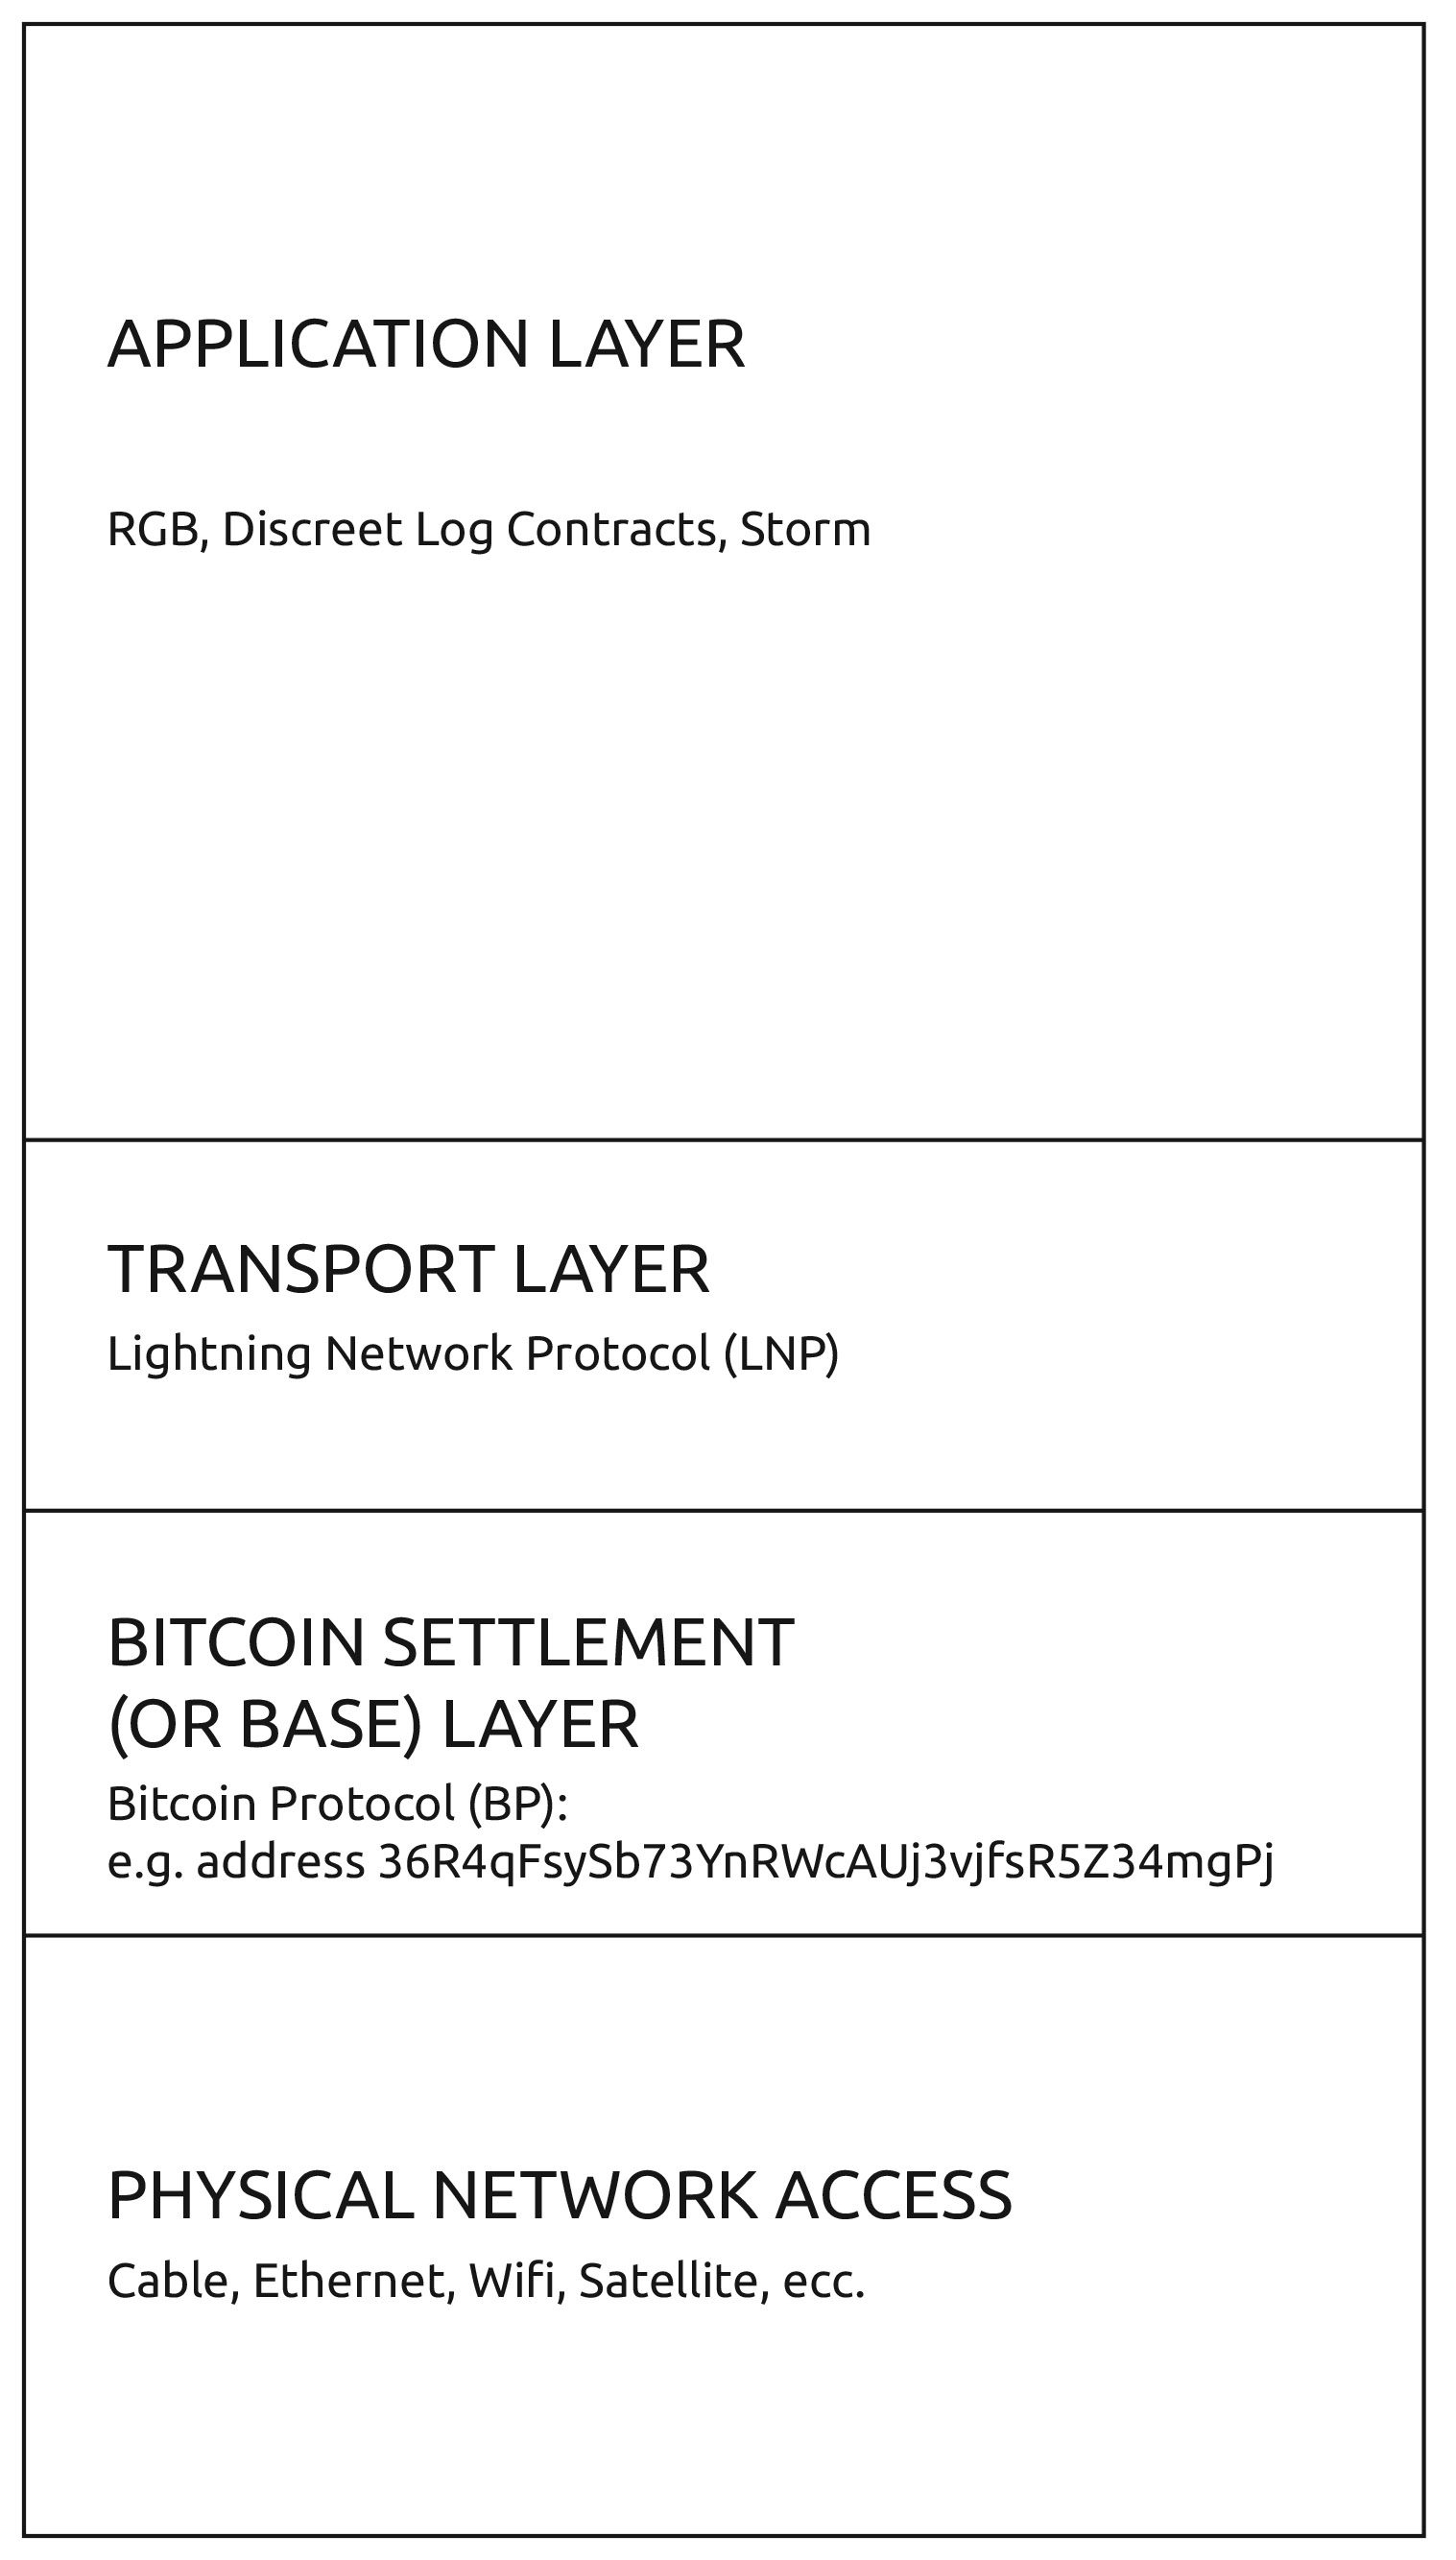 APPLICATION LAYER
RGB, Discreet Log Contracts, Storm
TRANSPORT LAYER
Lightning Network Protocol (LNP)
BITCOIN SETTLEMENT
(OR BASE) LAYER
Bitcoin Protocol (BP):
e.g. address 36R4qFsySb73YnRWcAUj3vjfsR5Z34mgPj
PHYSICAL NETWORK ACCESS
Cable, Ethernet, Wifi, Satellite, ecc.